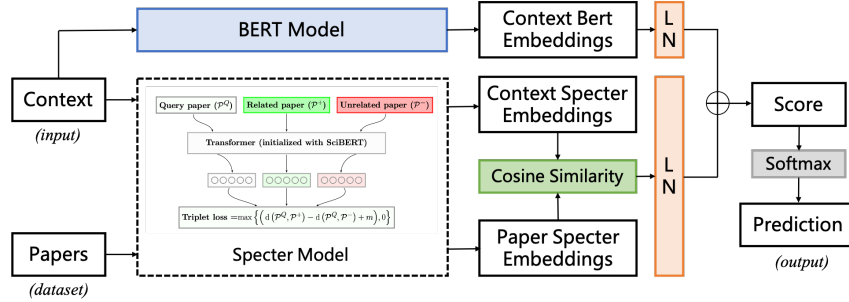 BERT Model
Context Bert
Embeddings
L
N
Context
(input)
Query paper (𝒫^Q)
Related paper (𝒫^+)
Unrelated paper (𝒫^−)
Transformer (initialized with SciBERT)
Triplet loss =max{(d(𝒫^Q,𝒫^+) − d(𝒫^Q,𝒫^−) + m), 0}
Specter Model
Context Specter
Embeddings
Cosine Similarity
Paper Specter
Embeddings
L
N
Score
Softmax
Prediction
(output)
Papers
(dataset)